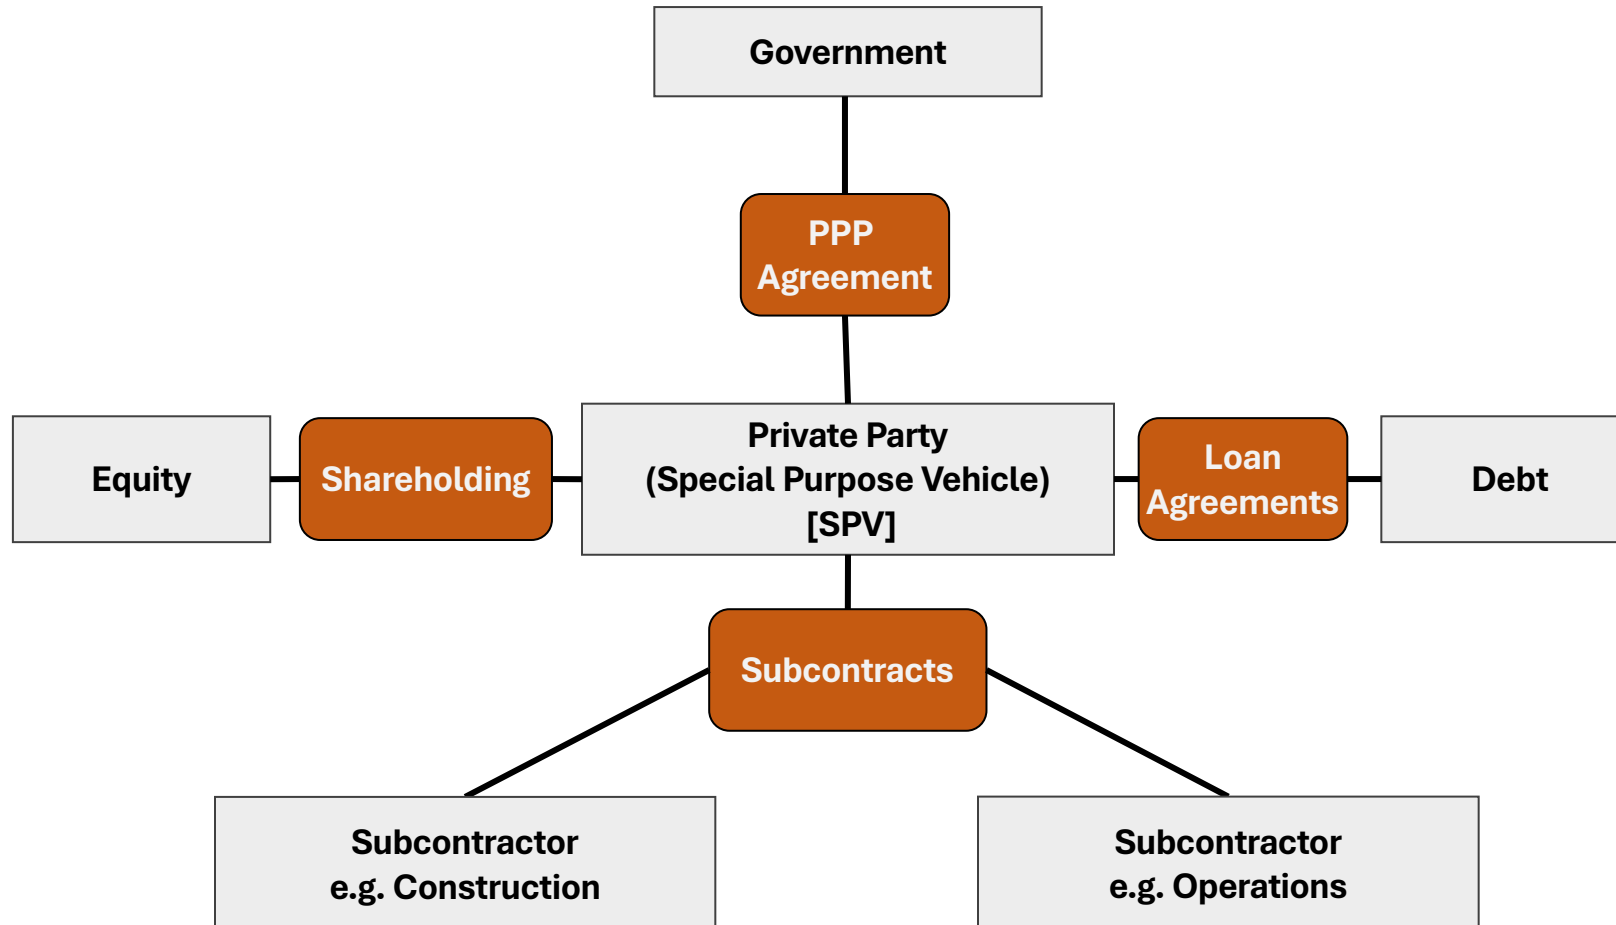 Government
PPP
Agreement
Equity
Shareholding
Private Party
(Special Purpose Vehicle)
[SPV]
Loan
Agreements
Debt
Subcontracts
Subcontractor
e.g. Construction
Subcontractor
e.g. Operations